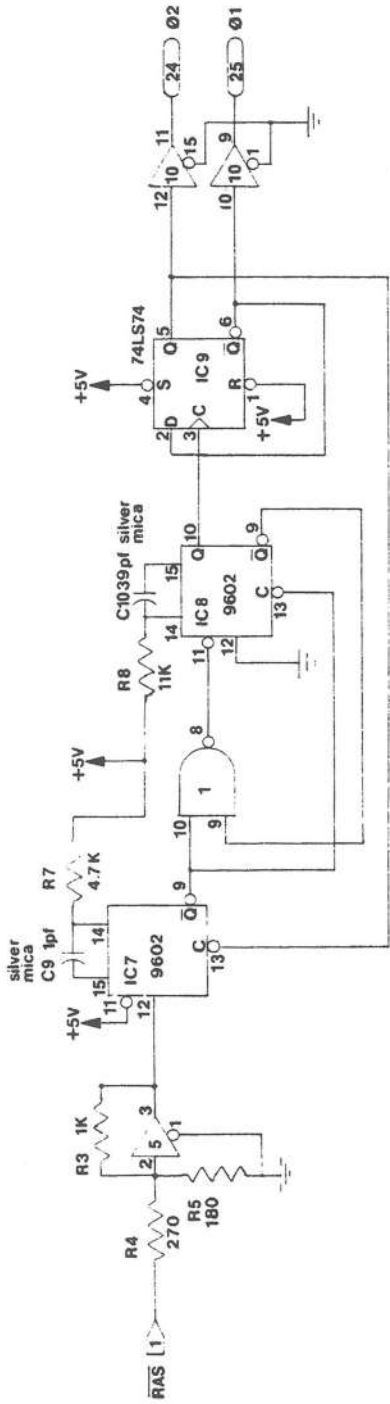 RAS
1
R4
270
R5
180
R3
1K
2
5
3
1
+5V
silver
mica
C9 1pf
R7
4.7K
15
14
11
12
IC7
9602
Q
9
C
13
+5V
R8
11K
C10 39pf silver
mica
10
9
1
8
14
15
11
12
IC8
9602
Q
10
Q
9
C
13
+5V
74LS74
4
S
2
D
3
C
IC9
Q
5
Q
6
R
1
+5V
12
10
11
15
24
Ø2
10
10
9
1
25
Ø1